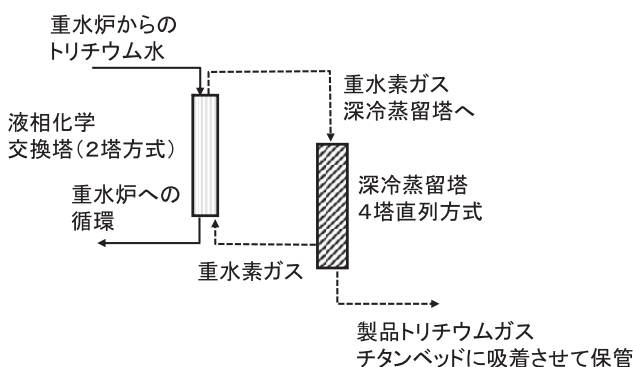 重水炉からの
トリチウム水
液相化学
交換塔(2塔方式)
重水炉への
循環
重水素ガス
深冷蒸留塔へ
深冷蒸留塔
4塔直列方式
重水素ガス
製品トリチウムガス
チタンベッドに吸着させて保管